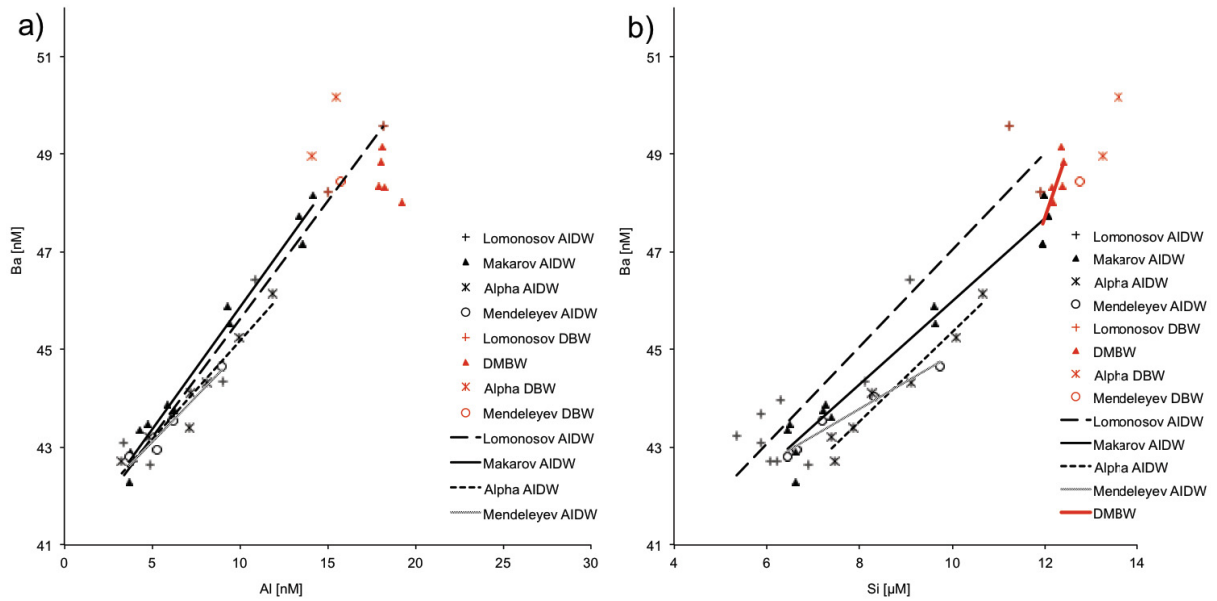 a)
Ba [nM]
51
49
47
45
43
41
0
5
10
15
20
25
30
Al [nM]
Lomonosov AIDW
Makarov AIDW
Alpha AIDW
Mendeleyev AIDW
Lomonosov DBW
DMBW
Alpha DBW
Mendeleyev DBW
Lomonosov AIDW
Makarov AIDW
Alpha AIDW
Mendeleyev AIDW
b)
Ba [nM]
51
49
47
45
43
41
4
6
8
10
12
14
Si [µM]
Lomonosov AIDW
Makarov AIDW
Alpha AIDW
Mendeleyev AIDW
Lomonosov DBW
DMBW
Alpha DBW
Mendeleyev DBW
Lomonosov AIDW
Makarov AIDW
Alpha AIDW
Mendeleyev AIDW
DMBW